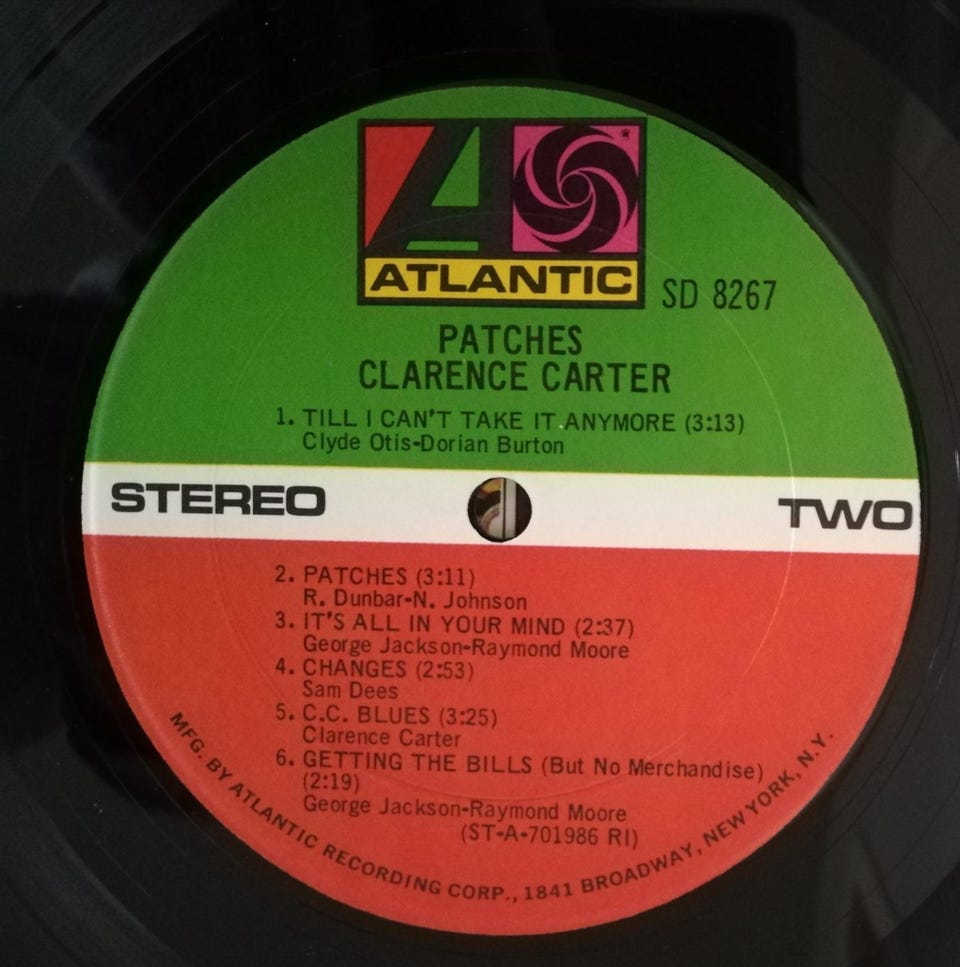 ATLANTIC
SD 8267
PATCHES
CLARENCE CARTER
1. TILL I CAN'T TAKE IT ANYMORE (3:13)
Clyde Otis-Dorian Burton
STEREO
TWO
2. PATCHES (3:11)
R. Dunbar-N. Johnson
3. IT'S ALL IN YOUR MIND (2:37)
George Jackson-Raymond Moore
4. CHANGES (2:53)
Sam Dees
5. C.C. BLUES (3:25)
Clarence Carter
6. GETTING THE BILLS (But No Merchandise)
(2:19)
George Jackson-Raymond Moore
(ST-A-701986 RI)
MFG. BY ATLANTIC RECORDING CORP., 1841 BROADWAY, NEW YORK, N.Y.